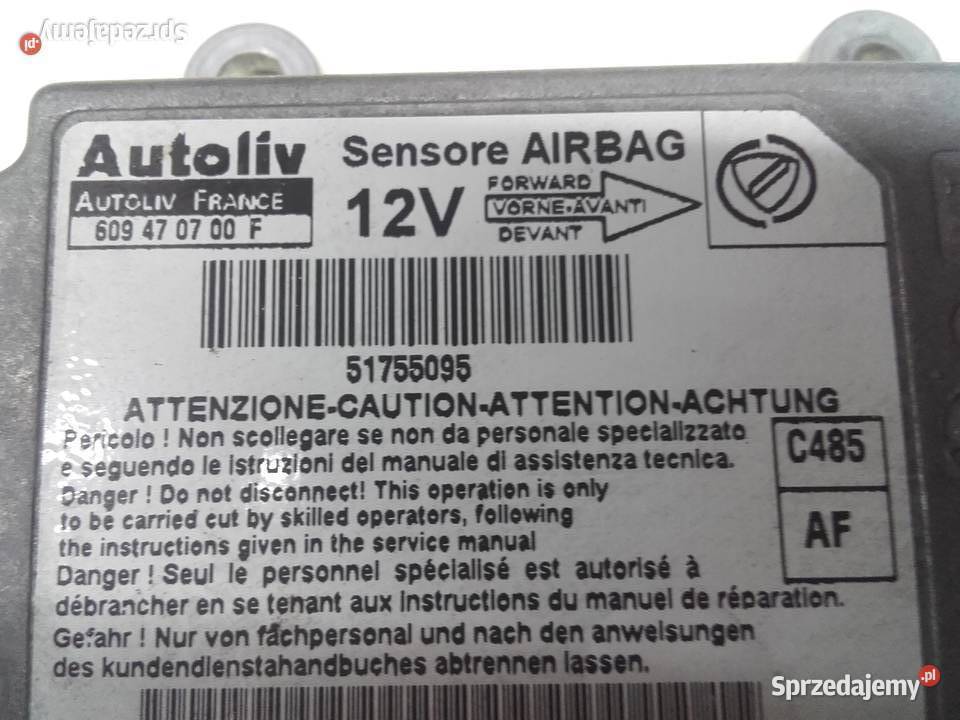 Sprzedajemy.pl
Autoliv
AUTOLIV FRANCE
609 47 07 00 F
Sensore AIRBAG
12V
FORWARD
VORNE-AVANTI
DEVANT
51755095
ATTENZIONE-CAUTION-ATTENTION-ACHTUNG
Pericolo ! Non scollegare se non da personale specializzato
e seguendo le istruzioni del manuale di assistenza tecnica.
Danger ! Do not disconnect! This operation is only
to be carried out by skilled operators, following
the instructions given in the service manual
Danger ! Seul le personnel spécialisé est autorisé à
débrancher en se tenant aux instructions du manuel de réparation.
Gefahr ! Nur von fachpersonal und nach den anweisungen
des kundendienstahandbuches abtrennen lassen.
C485
AF
Sprzedajemy.pl